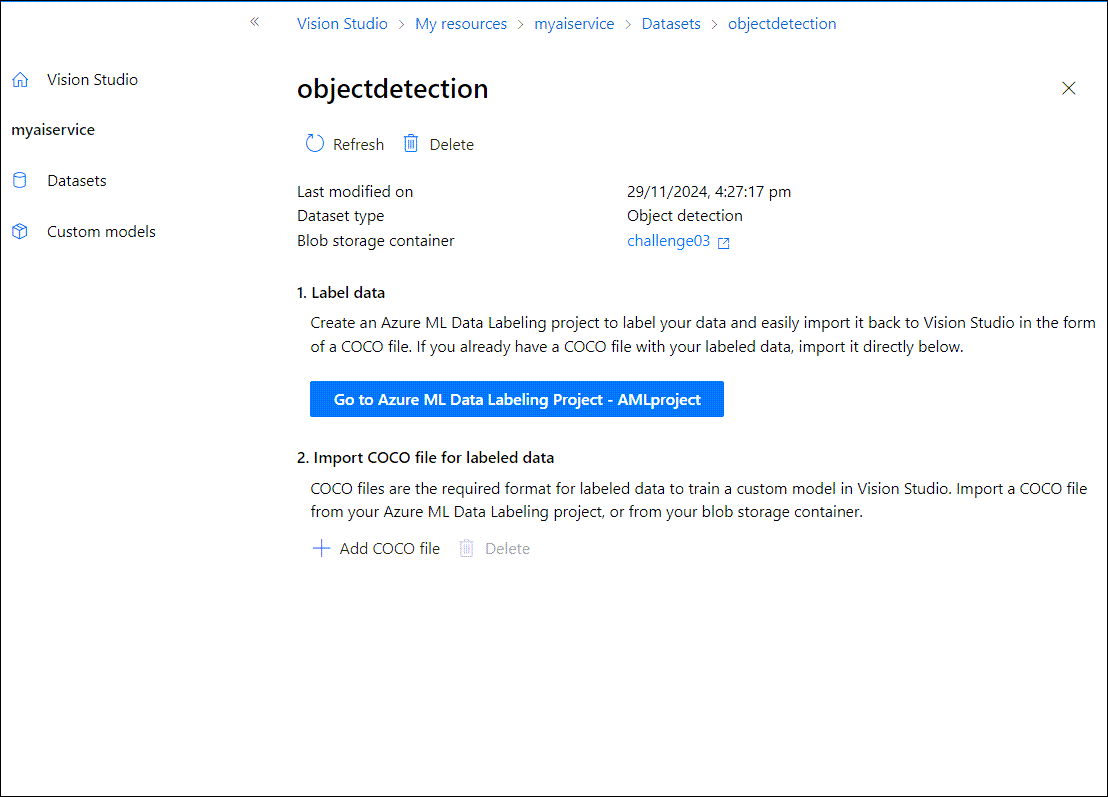 «
Vision Studio > My resources > myaiservice > Datasets > objectdetection
Vision Studio
myaiservice
Datasets
Custom models
objectdetection
Refresh Delete
Last modified on 29/11/2024, 4:27:17 pm
Dataset type Object detection
Blob storage container challenge03
1. Label data
Create an Azure ML Data Labeling project to label your data and easily import it back to Vision Studio in the form
of a COCO file. If you already have a COCO file with your labeled data, import it directly below.
Go to Azure ML Data Labeling Project - AMLproject
2. Import COCO file for labeled data
COCO files are the required format for labeled data to train a custom model in Vision Studio. Import a COCO file
from your Azure ML Data Labeling project, or from your blob storage container.
Add COCO file Delete